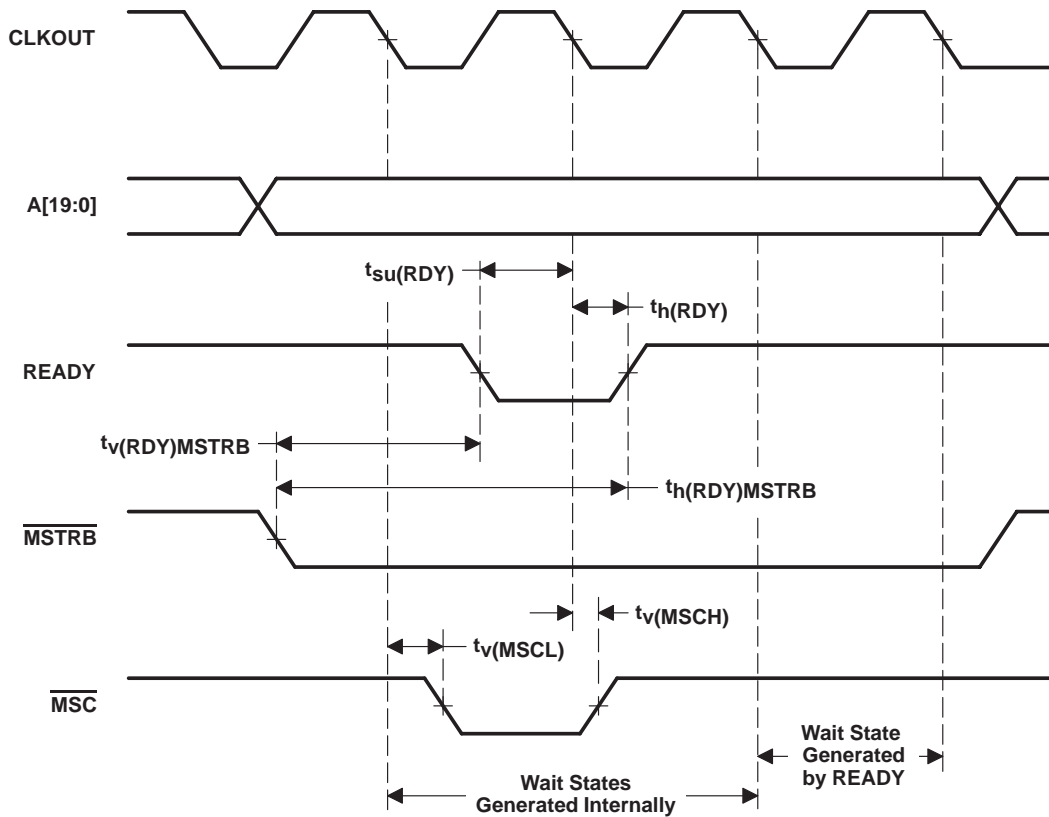 CLKOUT
A[19:0]
tsu(RDY)
th(RDY)
READY
tv(RDY)MSTRB
th(RDY)MSTRB
MSTRB
tv(MSCH)
tv(MSCL)
MSC
Wait State
Generated
by READY
Wait States
Generated Internally